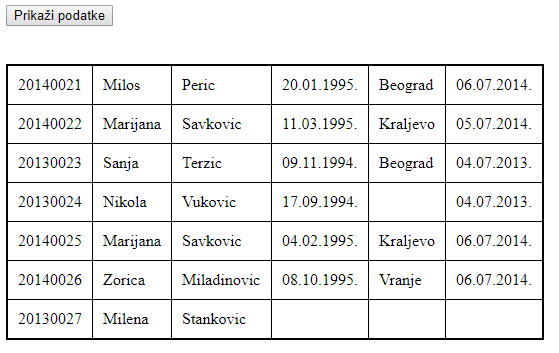 Prikaži podatke
20140021 Milos Peric 20.01.1995. Beograd 06.07.2014.
20140022 Marijana Savkovic 11.03.1995. Kraljevo 05.07.2014.
20130023 Sanja Terzic 09.11.1994. Beograd 04.07.2013.
20130024 Nikola Vukovic 17.09.1994. 04.07.2013.
20140025 Marijana Savkovic 04.02.1995. Kraljevo 06.07.2014.
20140026 Zorica Miladinovic 08.10.1995. Vranje 06.07.2014.
20130027 Milena Stankovic